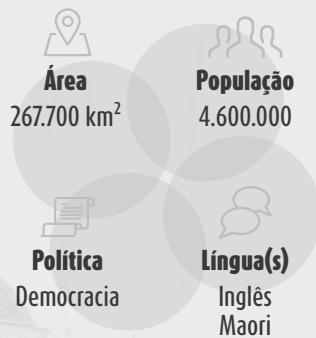 Área
267.700 km²
População
4.600.000
Política
Democracia
Língua(s)
Inglês
Maori